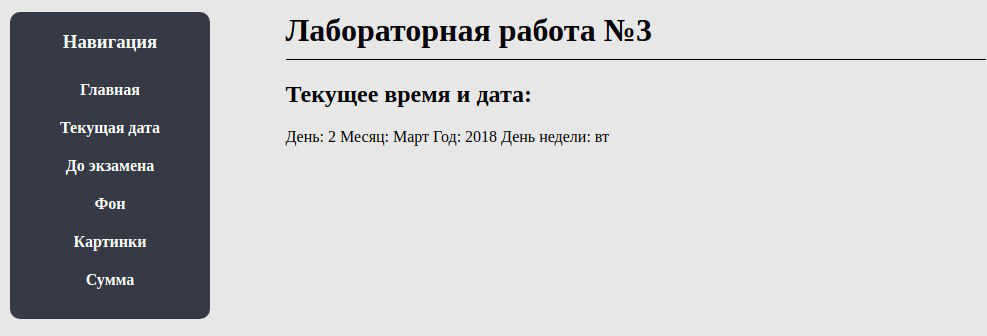 Навигация
Главная
Текущая дата
До экзамена
Фон
Картинки
Сумма
Лабораторная работа №3
Текущее время и дата:
День: 2 Месяц: Март Год: 2018 День недели: вт